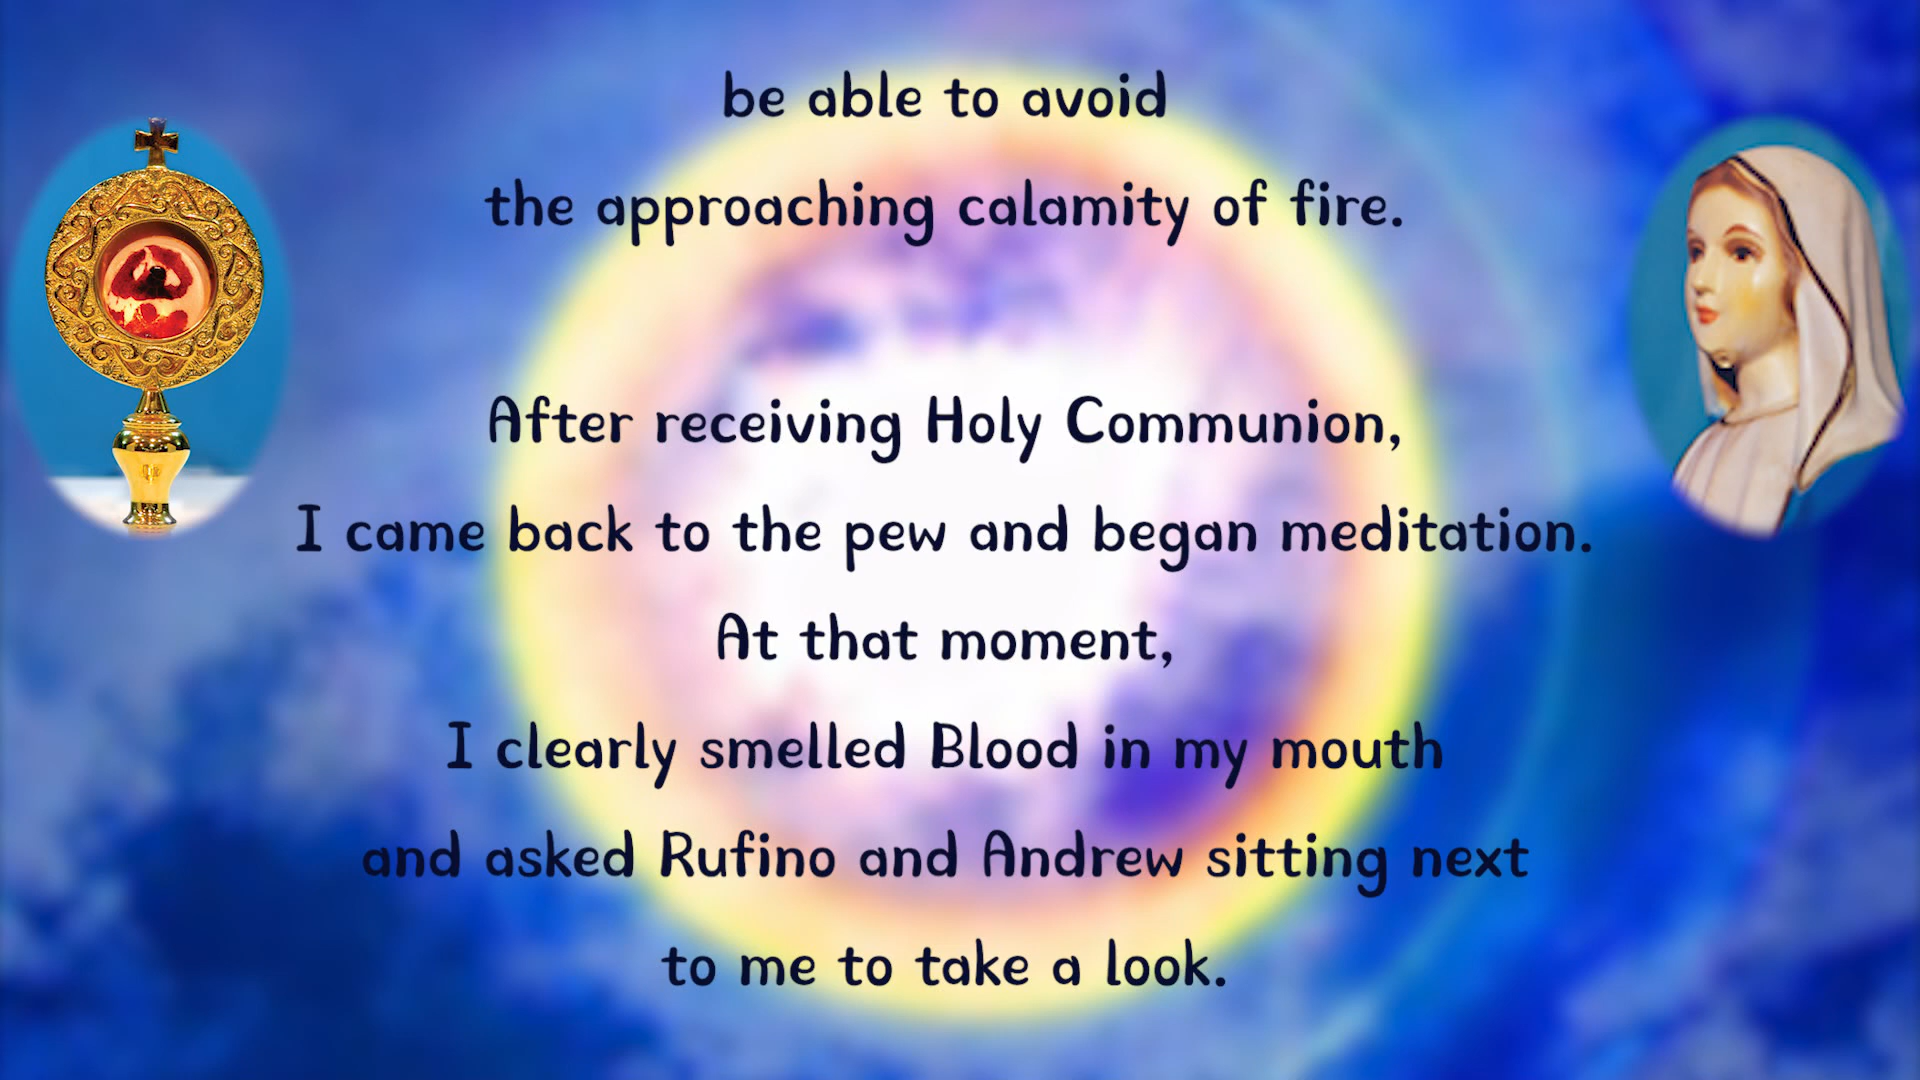 be able to avoid
the approaching calamity of fire.
After receiving Holy Communion,
I came back to the pew and began meditation.
At that moment,
I clearly smelled Blood in my mouth
and asked Rufino and Andrew sitting next
to me to take a look.